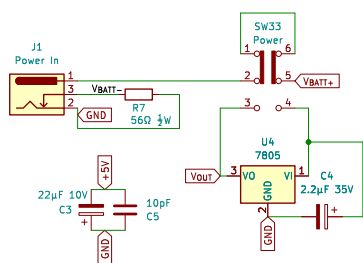 SW33
Power
1
6
2
5
VBATT+
3
4
J1
Power In
1
3
2
VBATT-
R7
56Ω ½W
GND
U4
7805
VOUT
3
VO
VI
1
GND
2
GND
C4
2.2µF 35V
+
+5V
22µF 10V
C3
+
10pF
C5
GND